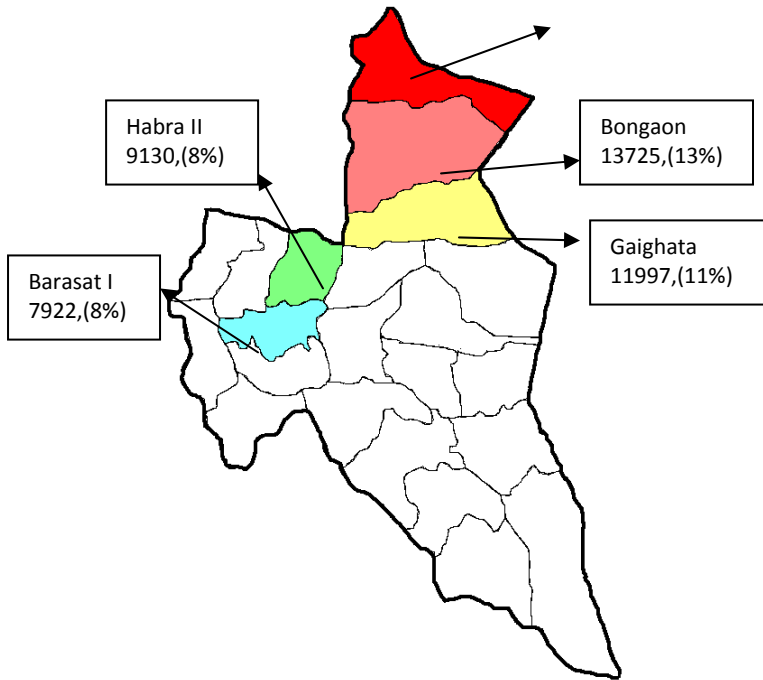 Habra II
9130,(8%)
Bongaon
13725,(13%)
Gaighata
11997,(11%)
Barasat I
7922,(8%)